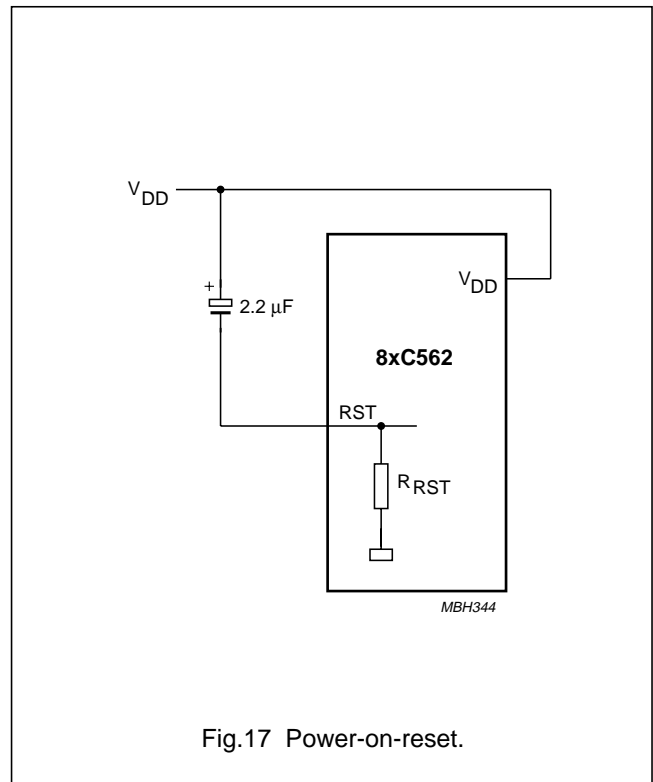 VDD
VDD
+
2.2 μF
8xC562
RST
RRST
MBH344
Fig.17 Power-on-reset.